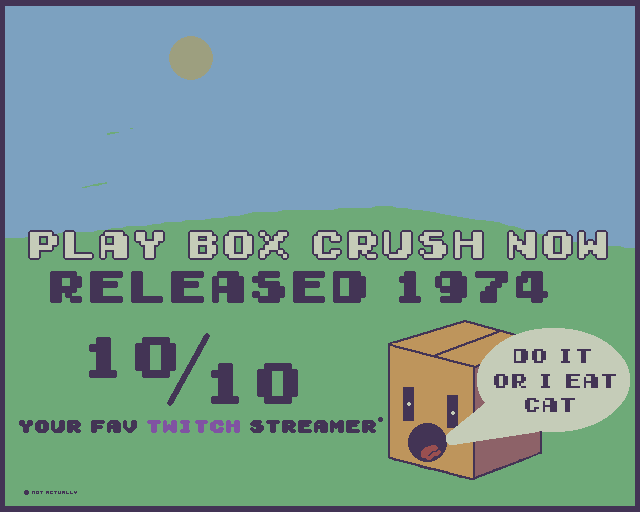 PLAY BOX CRUSH NOW
RELEASED 1974
10/10
YOUR FAV TWITCH STREAMER*
DO IT
OR I EAT
CAT
* NOT ACTUALLY